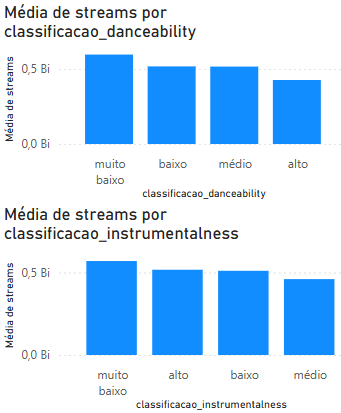 Média de streams por
classificacao_danceability
Média de streams
0,5 Bi
0,0 Bi
muito baixo médio alto
baixo
classificacao_danceability
Média de streams por
classificacao_instrumentalness
Média de streams
0,5 Bi
0,0 Bi
muito alto baixo médio
baixo
classificacao_instrumentalness